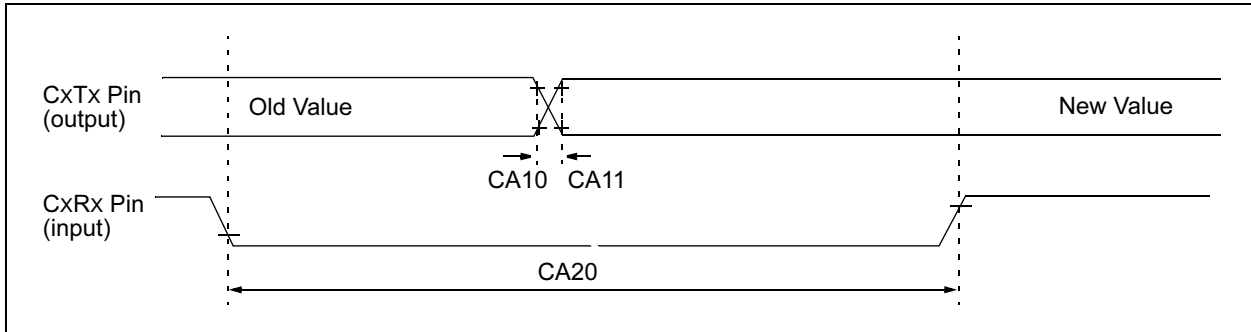 CxTx Pin
(output)
Old Value
New Value
CA10 CA11
CxRx Pin
(input)
CA20